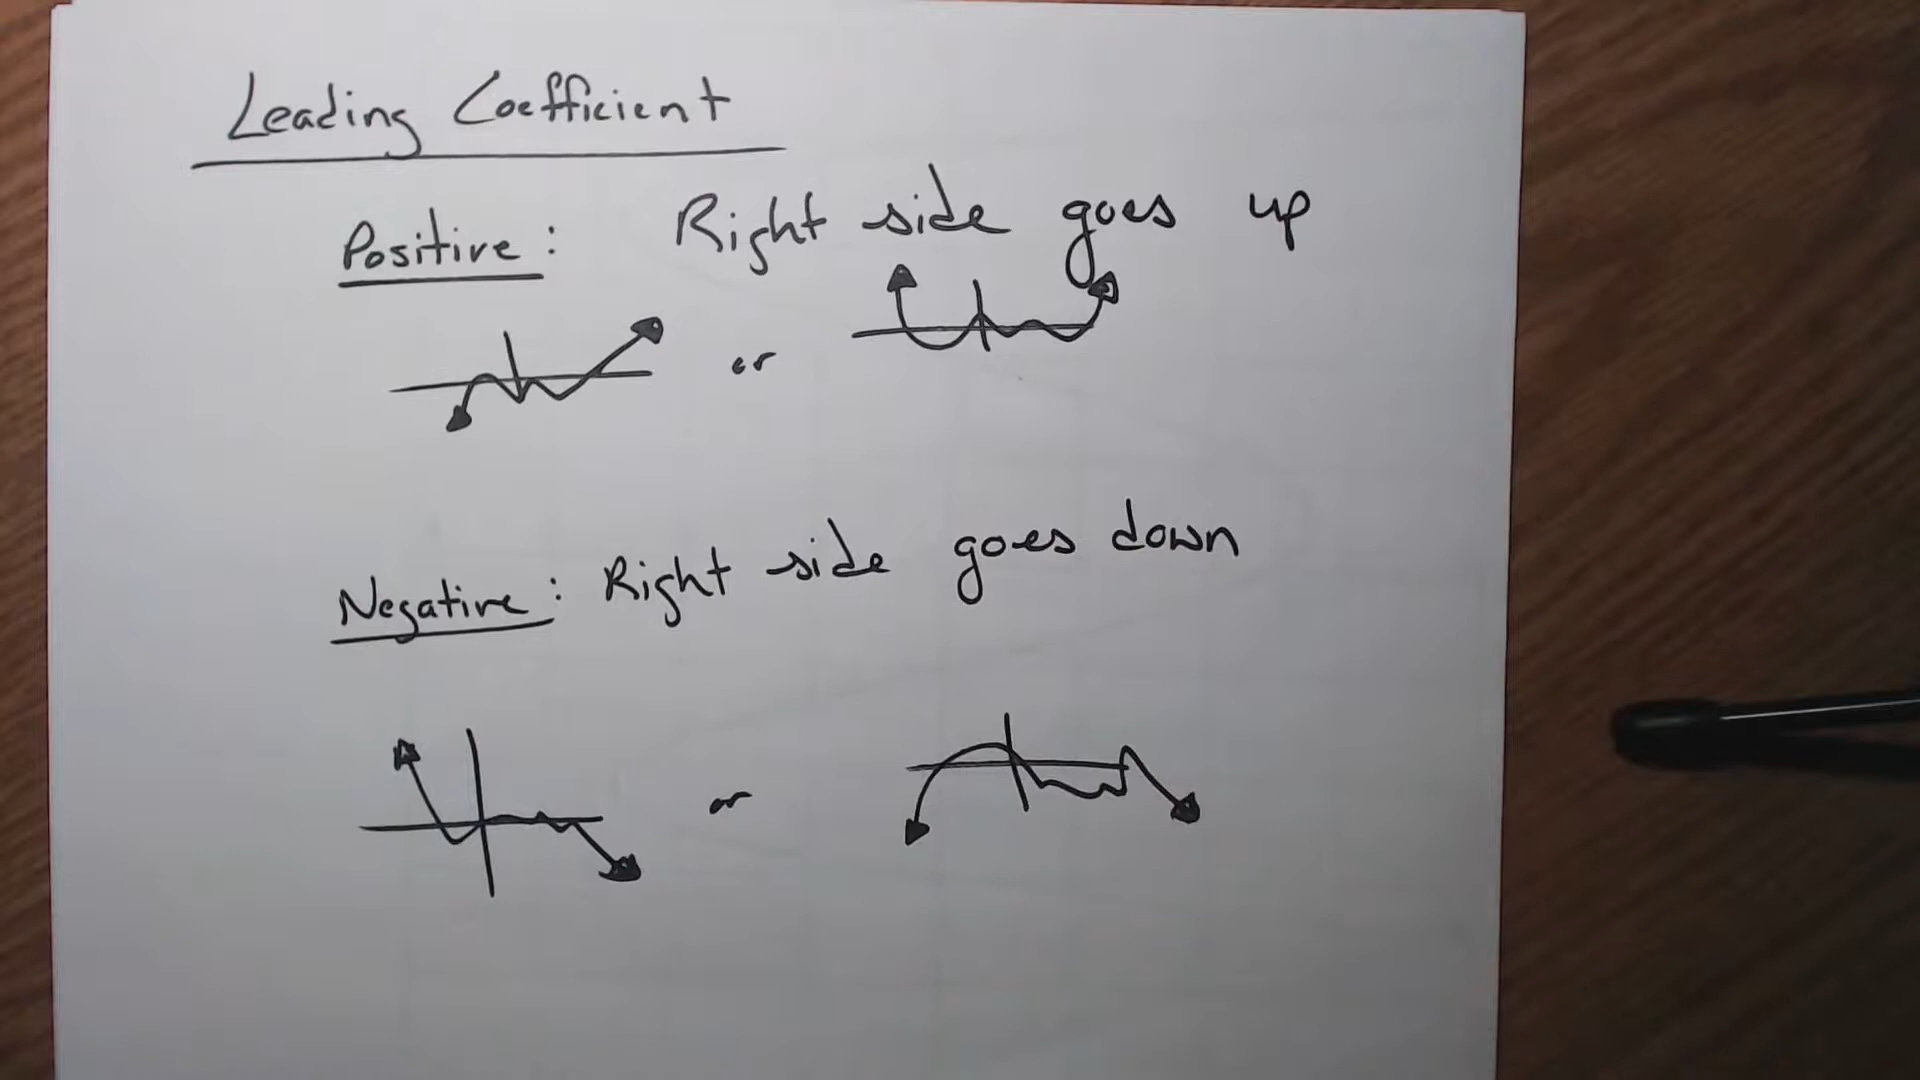 Leading Coefficient
Positive: Right side goes up
or
Negative: Right side goes down
or